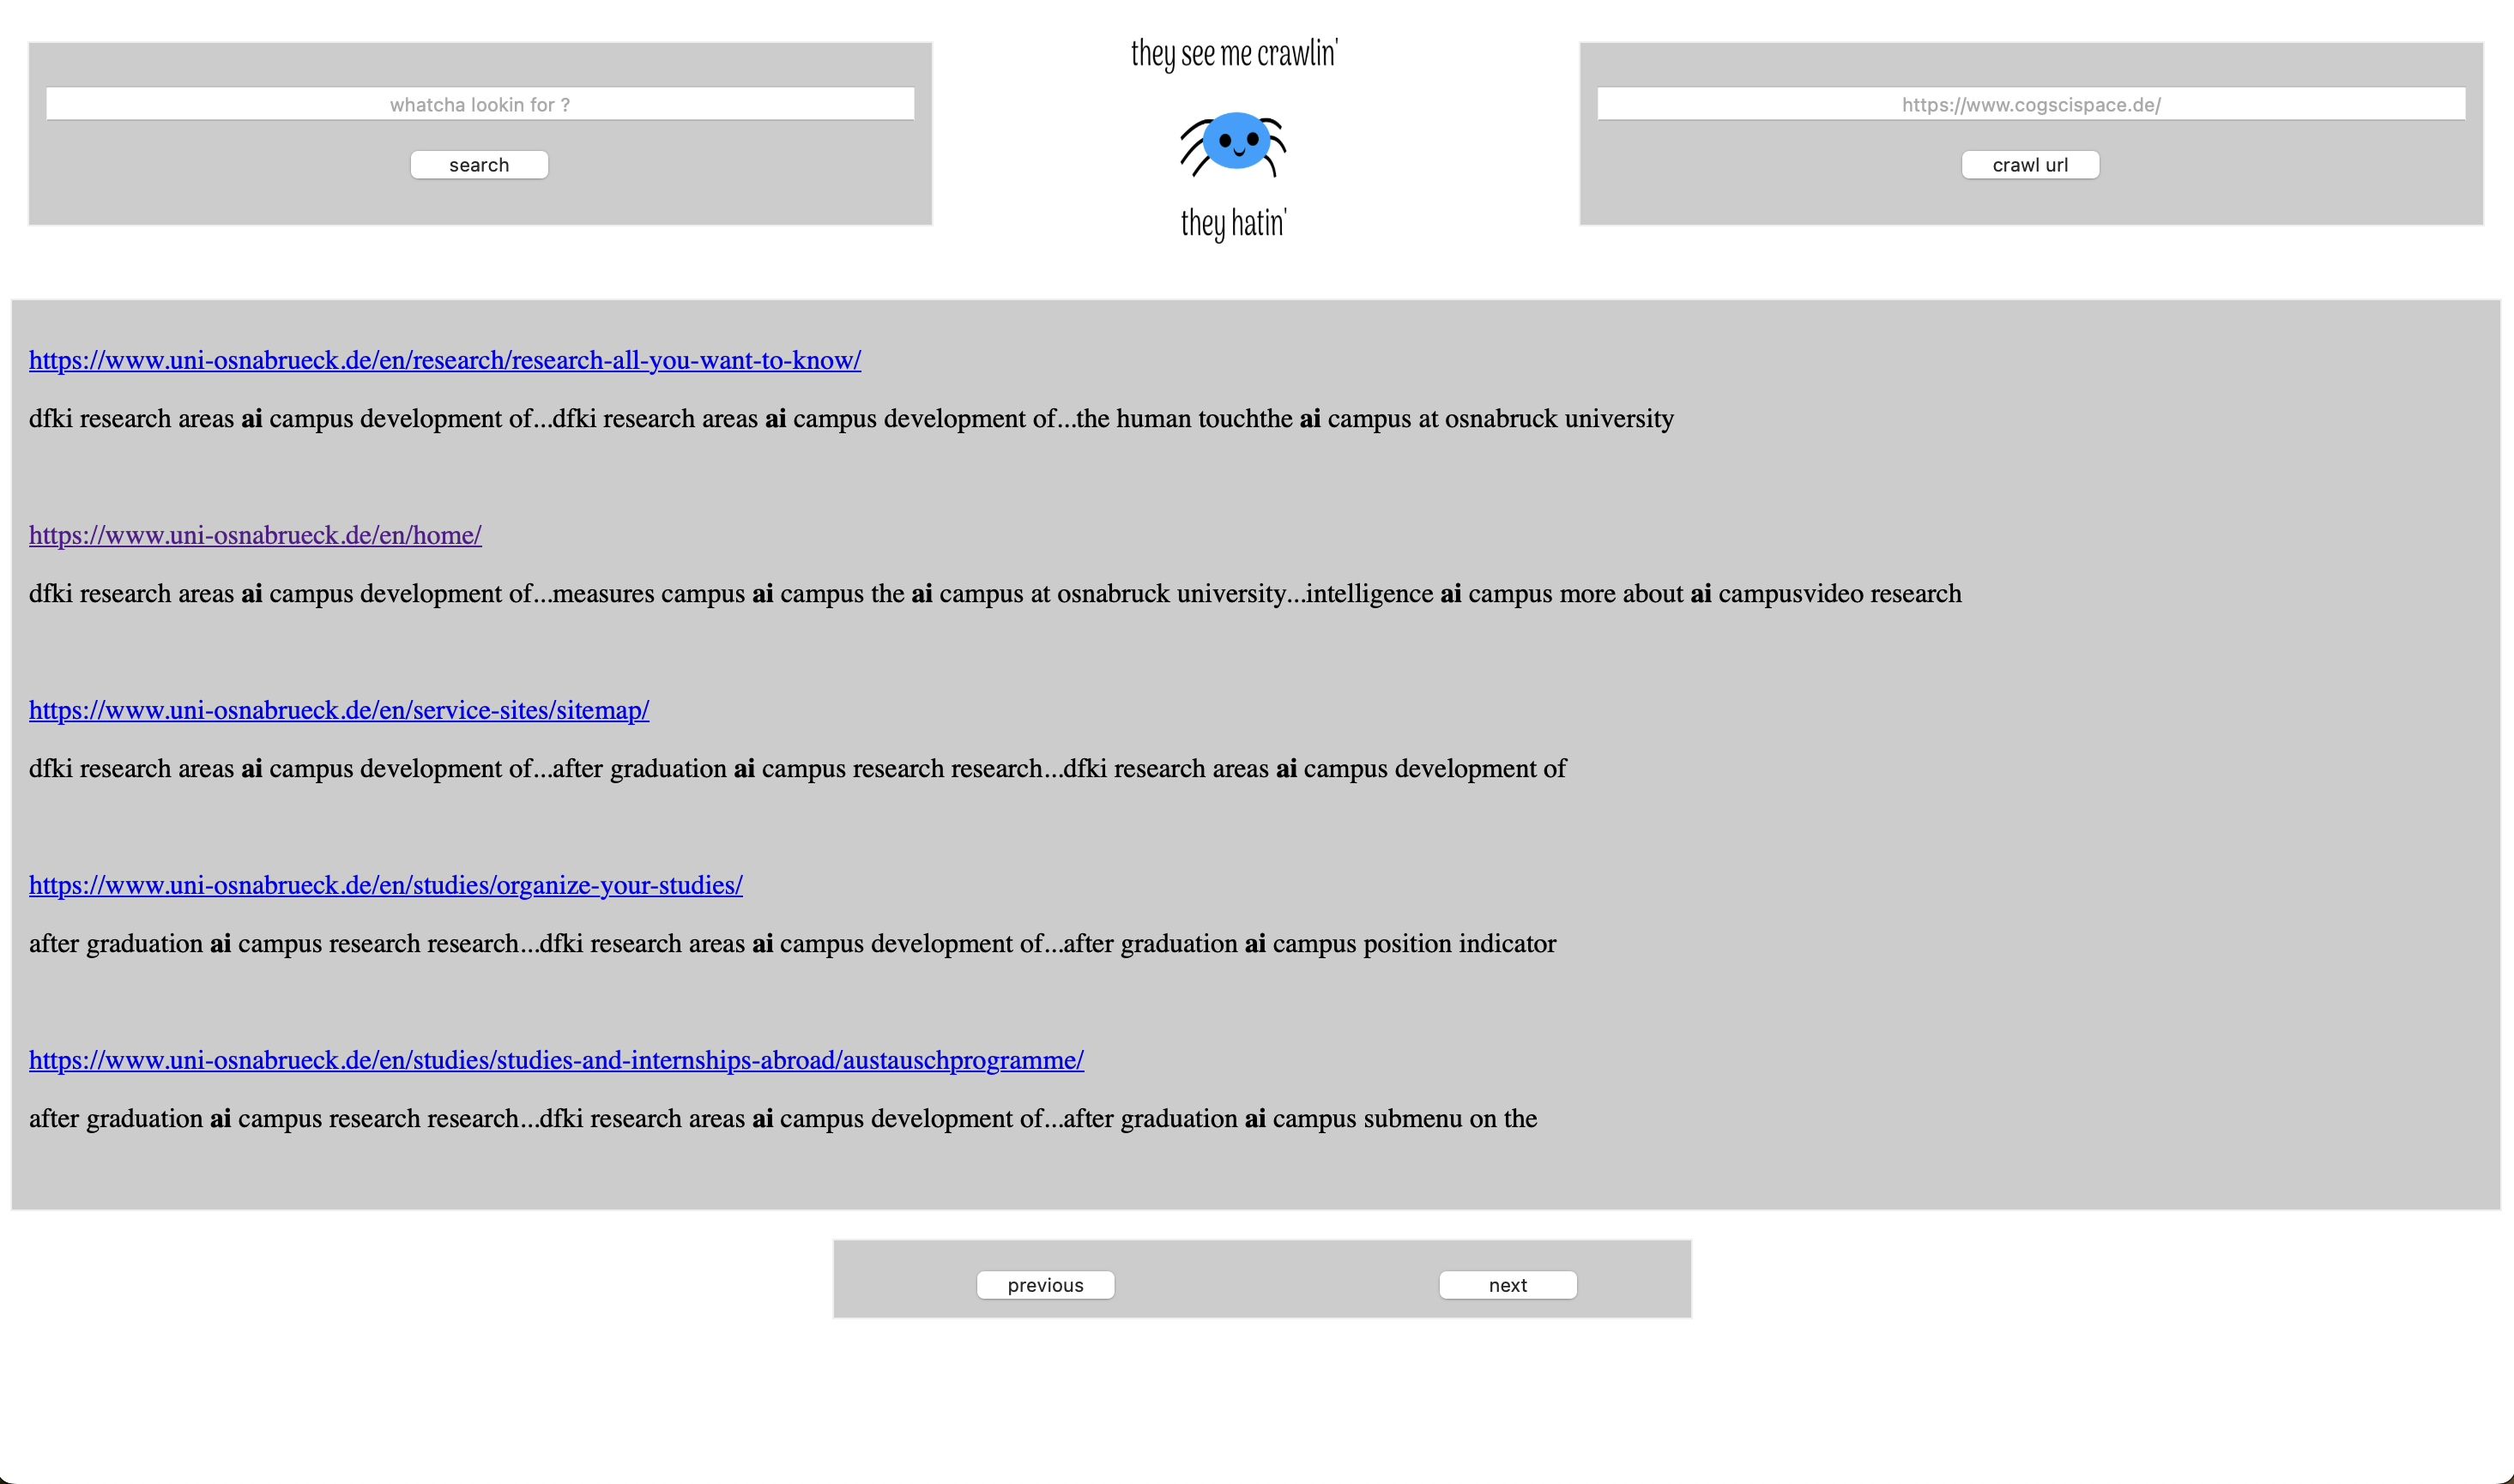 they see me crawlin'
whatcha lookin for ?
https://www.cogscispace.de/
search
crawl url
they hatin'
https://www.uni-osnabrueck.de/en/research/research-all-you-want-to-know/
dfki research areas ai campus development of...dfki research areas ai campus development of...the human touchthe ai campus at osnabruck university
https://www.uni-osnabrueck.de/en/home/
dfki research areas ai campus development of...measures campus ai campus the ai campus at osnabruck university...intelligence ai campus more about ai campusvideo research
https://www.uni-osnabrueck.de/en/service-sites/sitemap/
dfki research areas ai campus development of...after graduation ai campus research research...dfki research areas ai campus development of
https://www.uni-osnabrueck.de/en/studies/organize-your-studies/
after graduation ai campus research research...dfki research areas ai campus development of...after graduation ai campus position indicator
https://www.uni-osnabrueck.de/en/studies/studies-and-internships-abroad/austauschprogramme/
after graduation ai campus research research...dfki research areas ai campus development of...after graduation ai campus submenu on the
previous
next